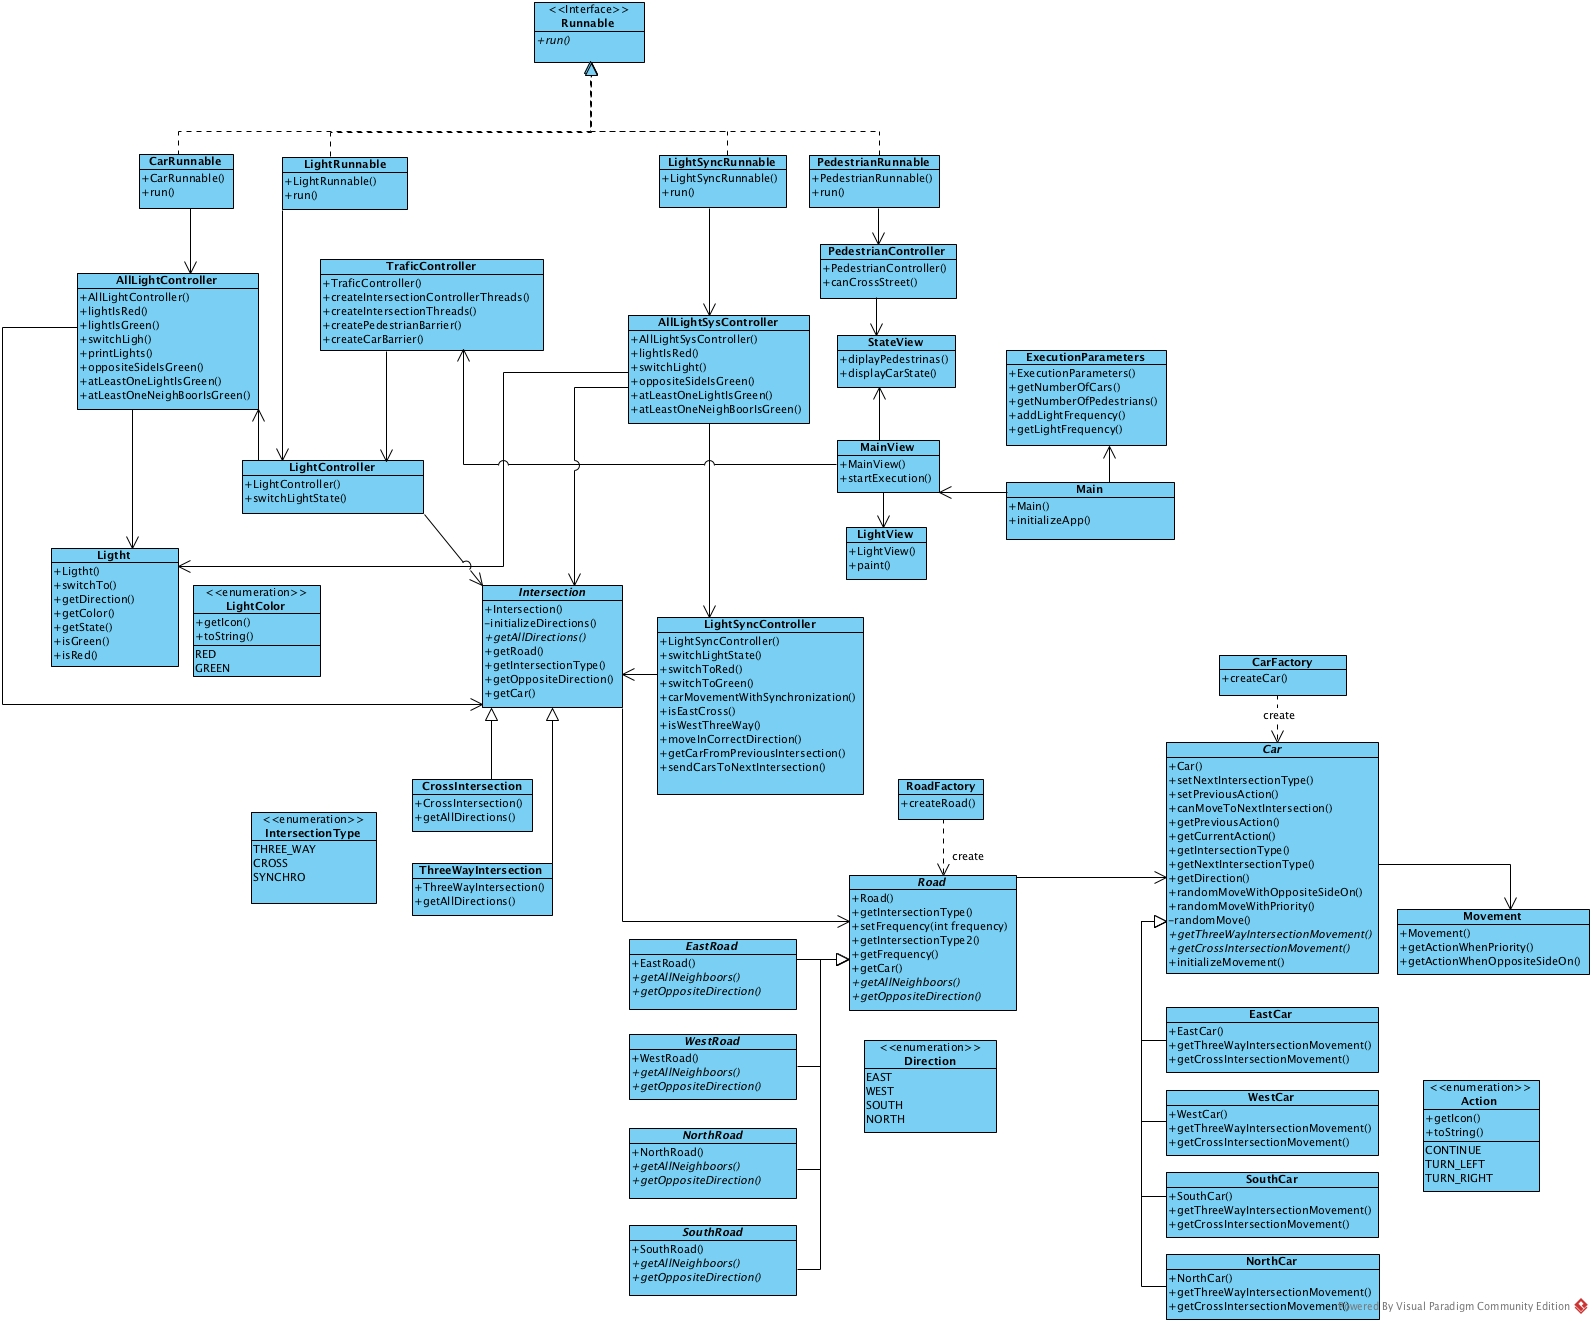 <<Interface>>
Runnable
+run()
CarRunnable
+CarRunnable()
+run()
LightRunnable
+LightRunnable()
+run()
LightSyncRunnable
+LightSyncRunnable()
+run()
PedestrianRunnable
+PedestrianRunnable()
+run()
AllLightController
+AllLightController()
+lightIsRed()
+lightIsGreen()
+switchLigh()
+printLights()
+oppositeSideIsGreen()
+atLeastOneLightIsGreen()
+atLeastOneNeighBoorIsGreen()
TraficController
+TraficController()
+createIntersectionControllerThreads()
+createIntersectionThreads()
+createPedestrianBarrier()
+createCarBarrier()
AllLightSysController
+AllLightSysController()
+lightIsRed()
+switchLight()
+oppositeSideIsGreen()
+atLeastOneLightIsGreen()
+atLeastOneNeighBoorIsGreen()
PedestrianController
+PedestrianController()
+canCrossStreet()
StateView
+diplayPedestrinas()
+displayCarState()
ExecutionParameters
+ExecutionParameters()
+getNumberOfCars()
+getNumberOfPedestrians()
+addLightFrequency()
+getLightFrequency()
LightController
+LightController()
+switchLightState()
MainView
+MainView()
+startExecution()
Main
+Main()
+initializeApp()
LightView
+LightView()
+paint()
Ligtht
+Ligtht()
+switchTo()
+getDirection()
+getColor()
+getState()
+isGreen()
+isRed()
<<enumeration>>
LightColor
+getIcon()
+toString()
RED
GREEN
Intersection
+Intersection()
-initializeDirections()
+getAllDirections()
+getRoad()
+getIntersectionType()
+getOppositeDirection()
+getCar()
LightSyncController
+LightSyncController()
+switchLightState()
+switchToRed()
+switchToGreen()
+carMovementWithSynchronization()
+isEastCross()
+isWestThreeWay()
+moveInCorrectDirection()
+getCarFromPreviousIntersection()
+sendCarsToNextIntersection()
CarFactory
+createCar()
create
Car
+Car()
+setNextIntersectionType()
+setPreviousAction()
+canMoveToNextIntersection()
+getPreviousAction()
+getCurrentAction()
+getIntersectionType()
+getNextIntersectionType()
+getDirection()
+randomMoveWithOppositeSideOn()
+randomMoveWithPriority()
-randomMove()
+getThreeWayIntersectionMovement()
+getCrossIntersectionMovement()
+initializeMovement()
CrossIntersection
+CrossIntersection()
+getAllDirections()
RoadFactory
+createRoad()
create
<<enumeration>>
IntersectionType
THREE_WAY
CROSS
SYNCHRO
ThreeWayIntersection
+ThreeWayIntersection()
+getAllDirections()
Road
+Road()
+getIntersectionType()
+setFrequency(int frequency)
+getIntersectionType2()
+getFrequency()
+getCar()
+getAllNeighboors()
+getOppositeDirection()
Movement
+Movement()
+getActionWhenPriority()
+getActionWhenOppositeSideOn()
EastRoad
+EastRoad()
+getAllNeighboors()
+getOppositeDirection()
WestRoad
+WestRoad()
+getAllNeighboors()
+getOppositeDirection()
<<enumeration>>
Direction
EAST
WEST
SOUTH
NORTH
EastCar
+EastCar()
+getThreeWayIntersectionMovement()
+getCrossIntersectionMovement()
WestCar
+WestCar()
+getThreeWayIntersectionMovement()
+getCrossIntersectionMovement()
<<enumeration>>
Action
+getIcon()
+toString()
CONTINUE
TURN_LEFT
TURN_RIGHT
NorthRoad
+NorthRoad()
+getAllNeighboors()
+getOppositeDirection()
SouthCar
+SouthCar()
+getThreeWayIntersectionMovement()
+getCrossIntersectionMovement()
SouthRoad
+SouthRoad()
+getAllNeighboors()
+getOppositeDirection()
NorthCar
+NorthCar()
+getThreeWayIntersectionMovement()
+getCrossIntersectionMovement()
Powered By Visual Paradigm Community Edition